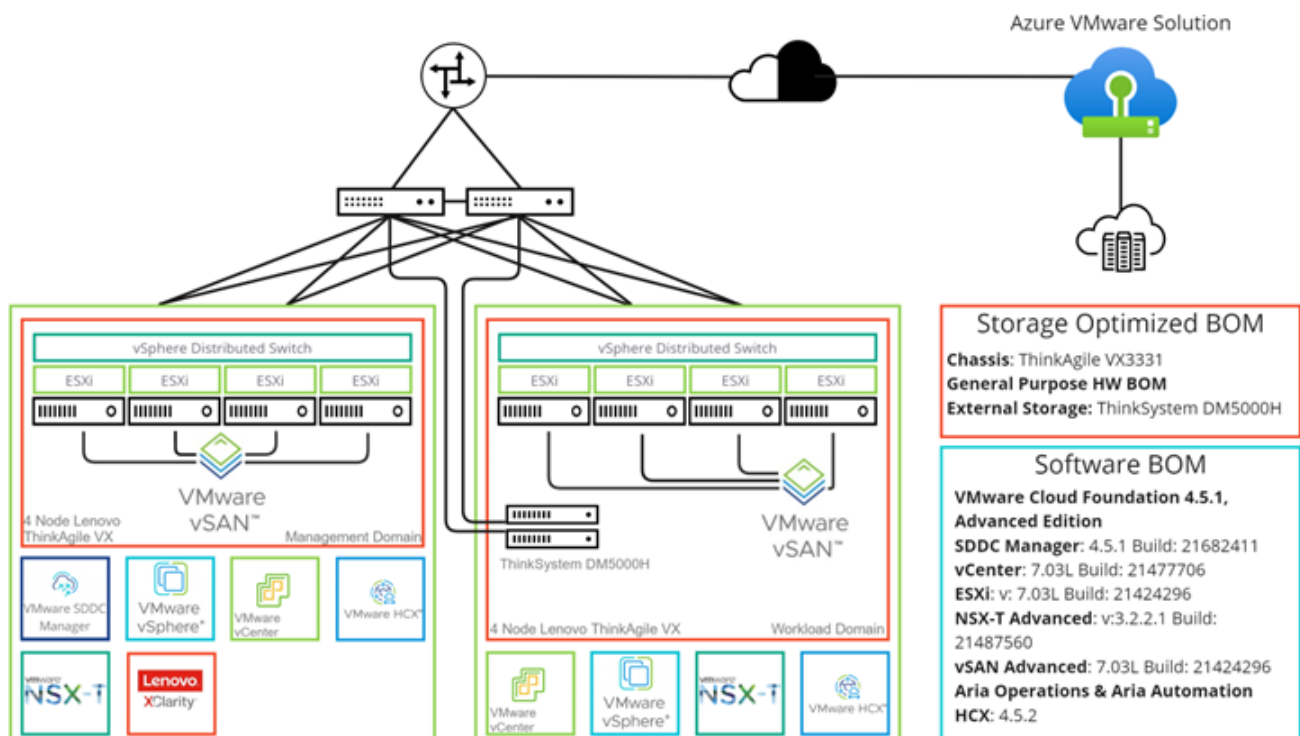 Azure VMware Solution
vSphere Distributed Switch
ESXi ESXi ESXi ESXi
VMware
vSAN™
4 Node Lenovo
ThinkAgile VX
Management Domain
VMware SDDC
Manager
VMware
vSphere®
VMware
vCenter
VMware HCX®
vmware
NSX-T
Lenovo
XClarity
vSphere Distributed Switch
ESXi ESXi ESXi ESXi
VMware
vSAN™
ThinkSystem DM5000H
4 Node Lenovo ThinkAgile VX
Workload Domain
VMware
vCenter
VMware
vSphere®
vmware
NSX-T
VMware HCX®
Storage Optimized BOM
Chassis: ThinkAgile VX3331
General Purpose HW BOM
External Storage: ThinkSystem DM5000H
Software BOM
VMware Cloud Foundation 4.5.1,
Advanced Edition
SDDC Manager: 4.5.1 Build: 21682411
vCenter: 7.03L Build: 21477706
ESXi: v: 7.03L Build: 21424296
NSX-T Advanced: v:3.2.2.1 Build:
21487560
vSAN Advanced: 7.03L Build: 21424296
Aria Operations & Aria Automation
HCX: 4.5.2